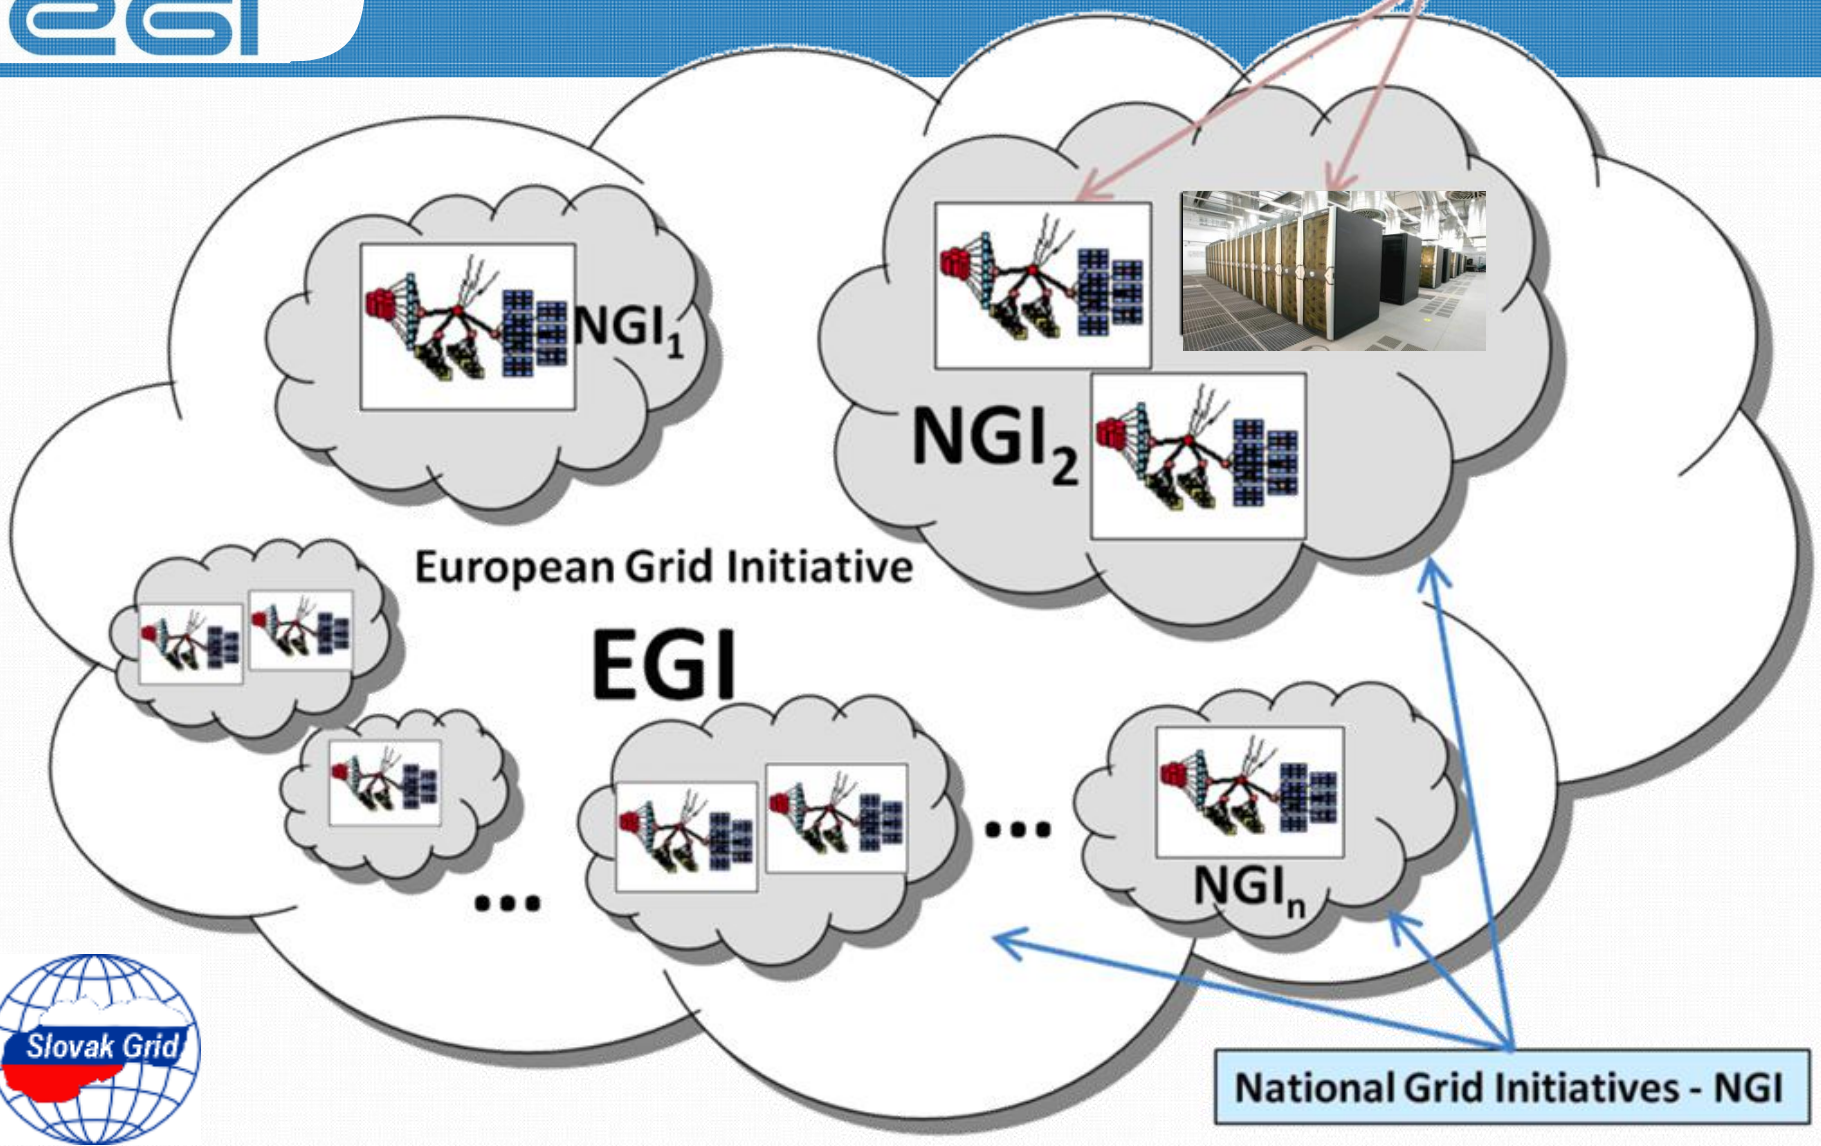 EGI
NGI1
NGI2
European Grid Initiative
EGI
...
...
NGIn
Slovak Grid
National Grid Initiatives - NGI